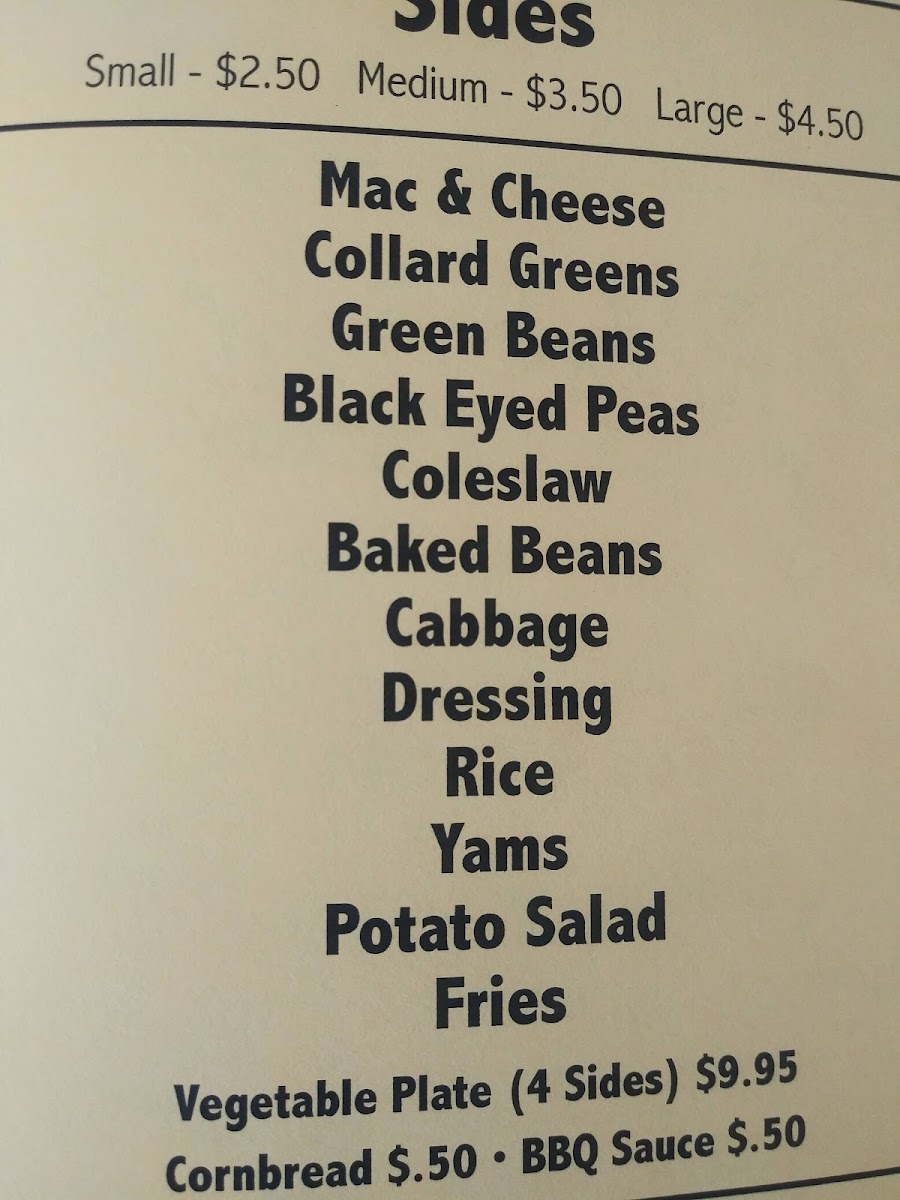 Sides
Small - $2.50 Medium - $3.50 Large - $4.50
Mac & Cheese
Collard Greens
Green Beans
Black Eyed Peas
Coleslaw
Baked Beans
Cabbage
Dressing
Rice
Yams
Potato Salad
Fries
Vegetable Plate (4 Sides) $9.95
Cornbread $.50 • BBQ Sauce $.50